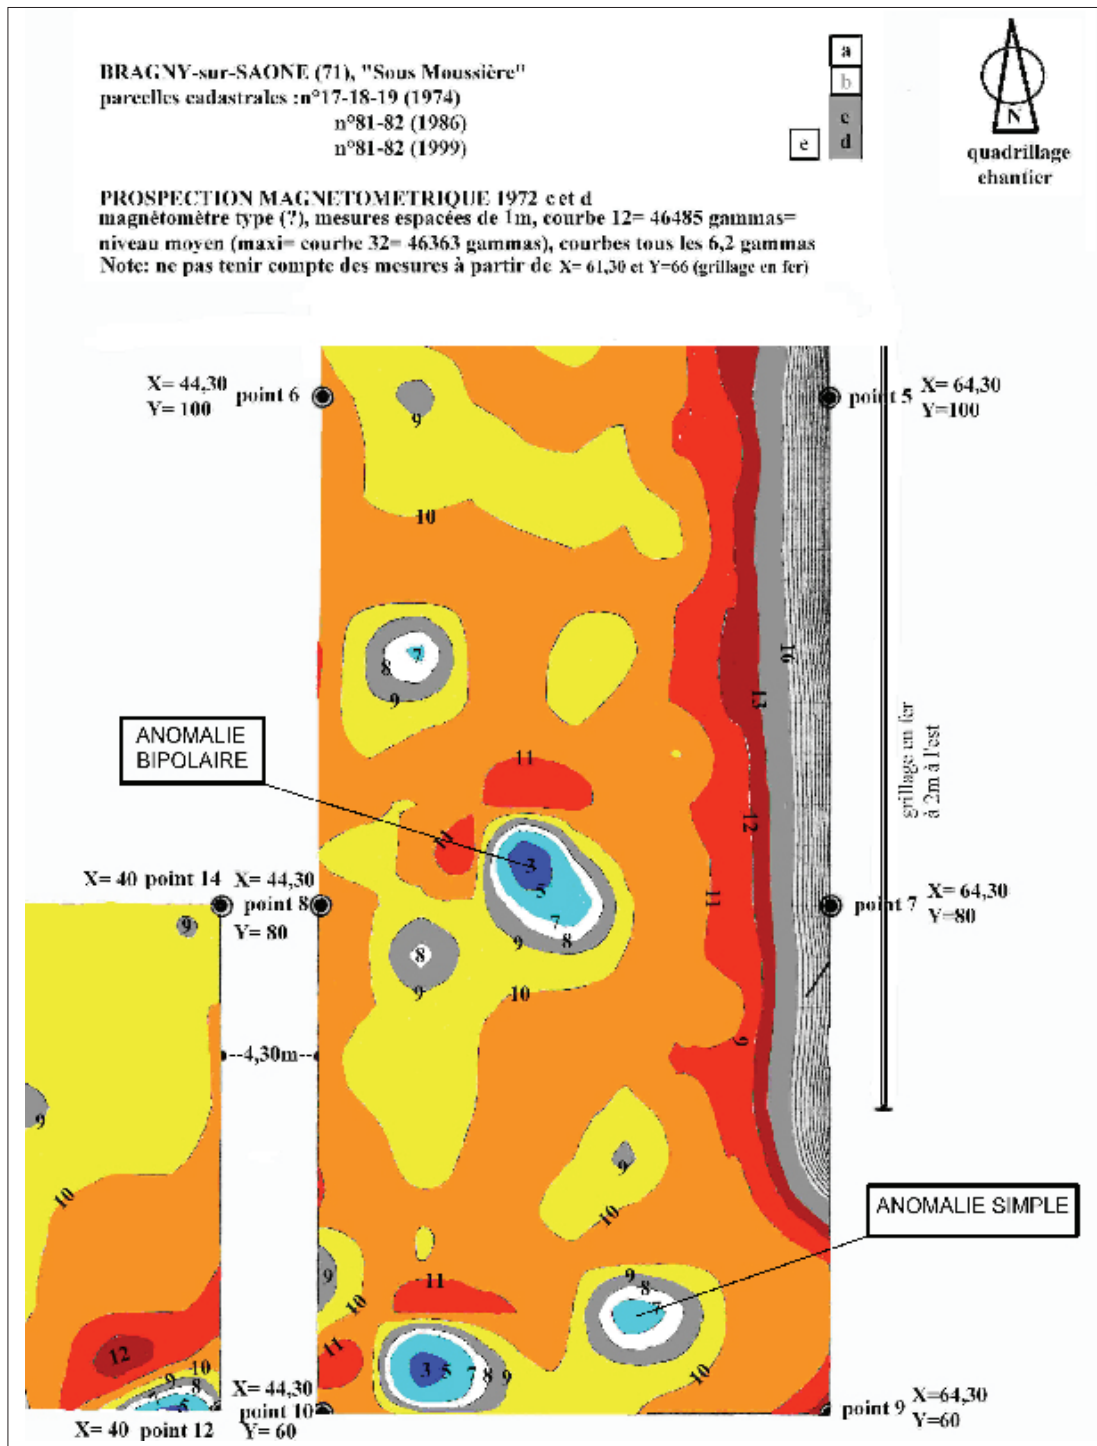 BRAGNY-sur-SAONE (71), "Sous Moussière"
parcelles cadastrales :n°17-18-19 (1974)
n°81-82 (1986)
n°81-82 (1999)
a
b
c
e d
N
quadrillage
chantier
PROSPECTION MAGNETOMETRIQUE 1972 c et d
magnétomètre type (?), mesures espacées de 1m, courbe 12= 46485 gammas=
niveau moyen (maxi= courbe 32= 46363 gammas), courbes tous les 6,2 gammas
Note: ne pas tenir compte des mesures à partir de X= 61,30 et Y=66 (grillage en fer)
X= 44,30
Y= 100
point 6
9
10
point 5
X= 64,30
Y=100
16
13
7
8
9
11
12
11
grillage en fer
à 2m à l'est
ANOMALIE
BIPOLAIRE
11
3
5
7
8
9
10
8
9
X= 40 point 14
X= 44,30
point 8
Y= 80
point 7
X= 64,30
Y=80
9
9
--4,30m--
9
10
9
10
ANOMALIE SIMPLE
9
10
11
11
9
8
7
10
3 5 7 8 9
12
10
9
8
7
5
X= 44,30
point 10
Y= 60
X= 40 point 12
point 9
X=64,30
Y=60